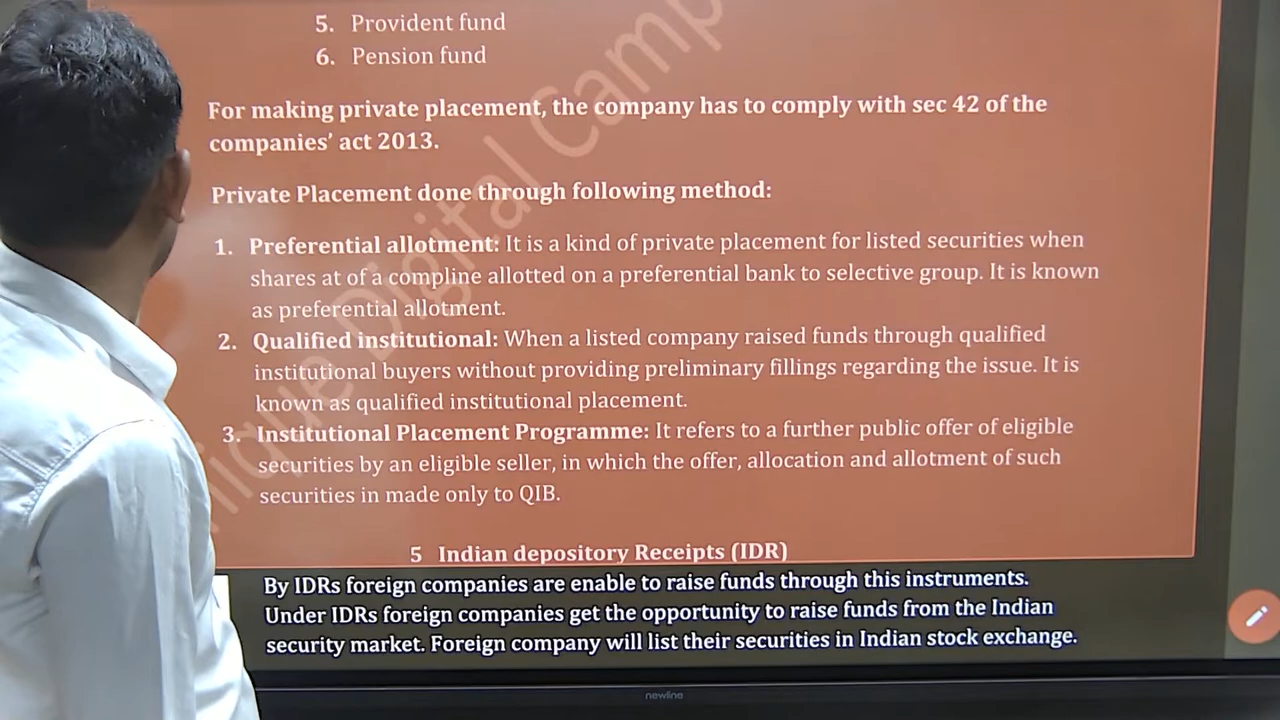 5. Provident fund
6. Pension fund
For making private placement, the company has to comply with sec 42 of the
companies' act 2013.
Private Placement done through following method:
1. Preferential allotment: It is a kind of private placement for listed securities when
shares at of a compline allotted on a preferential bank to selective group. It is known
as preferential allotment.
2. Qualified institutional: When a listed company raised funds through qualified
institutional buyers without providing preliminary fillings regarding the issue. It is
known as qualified institutional placement.
3. Institutional Placement Programme: It refers to a further public offer of eligible
securities by an eligible seller, in which the offer, allocation and allotment of such
securities in made only to QIB.
5 Indian depository Receipts (IDR)
By IDRs foreign companies are enable to raise funds through this instruments.
Under IDRs foreign companies get the opportunity to raise funds from the Indian
security market. Foreign company will list their securities in Indian stock exchange.
newline
Digital